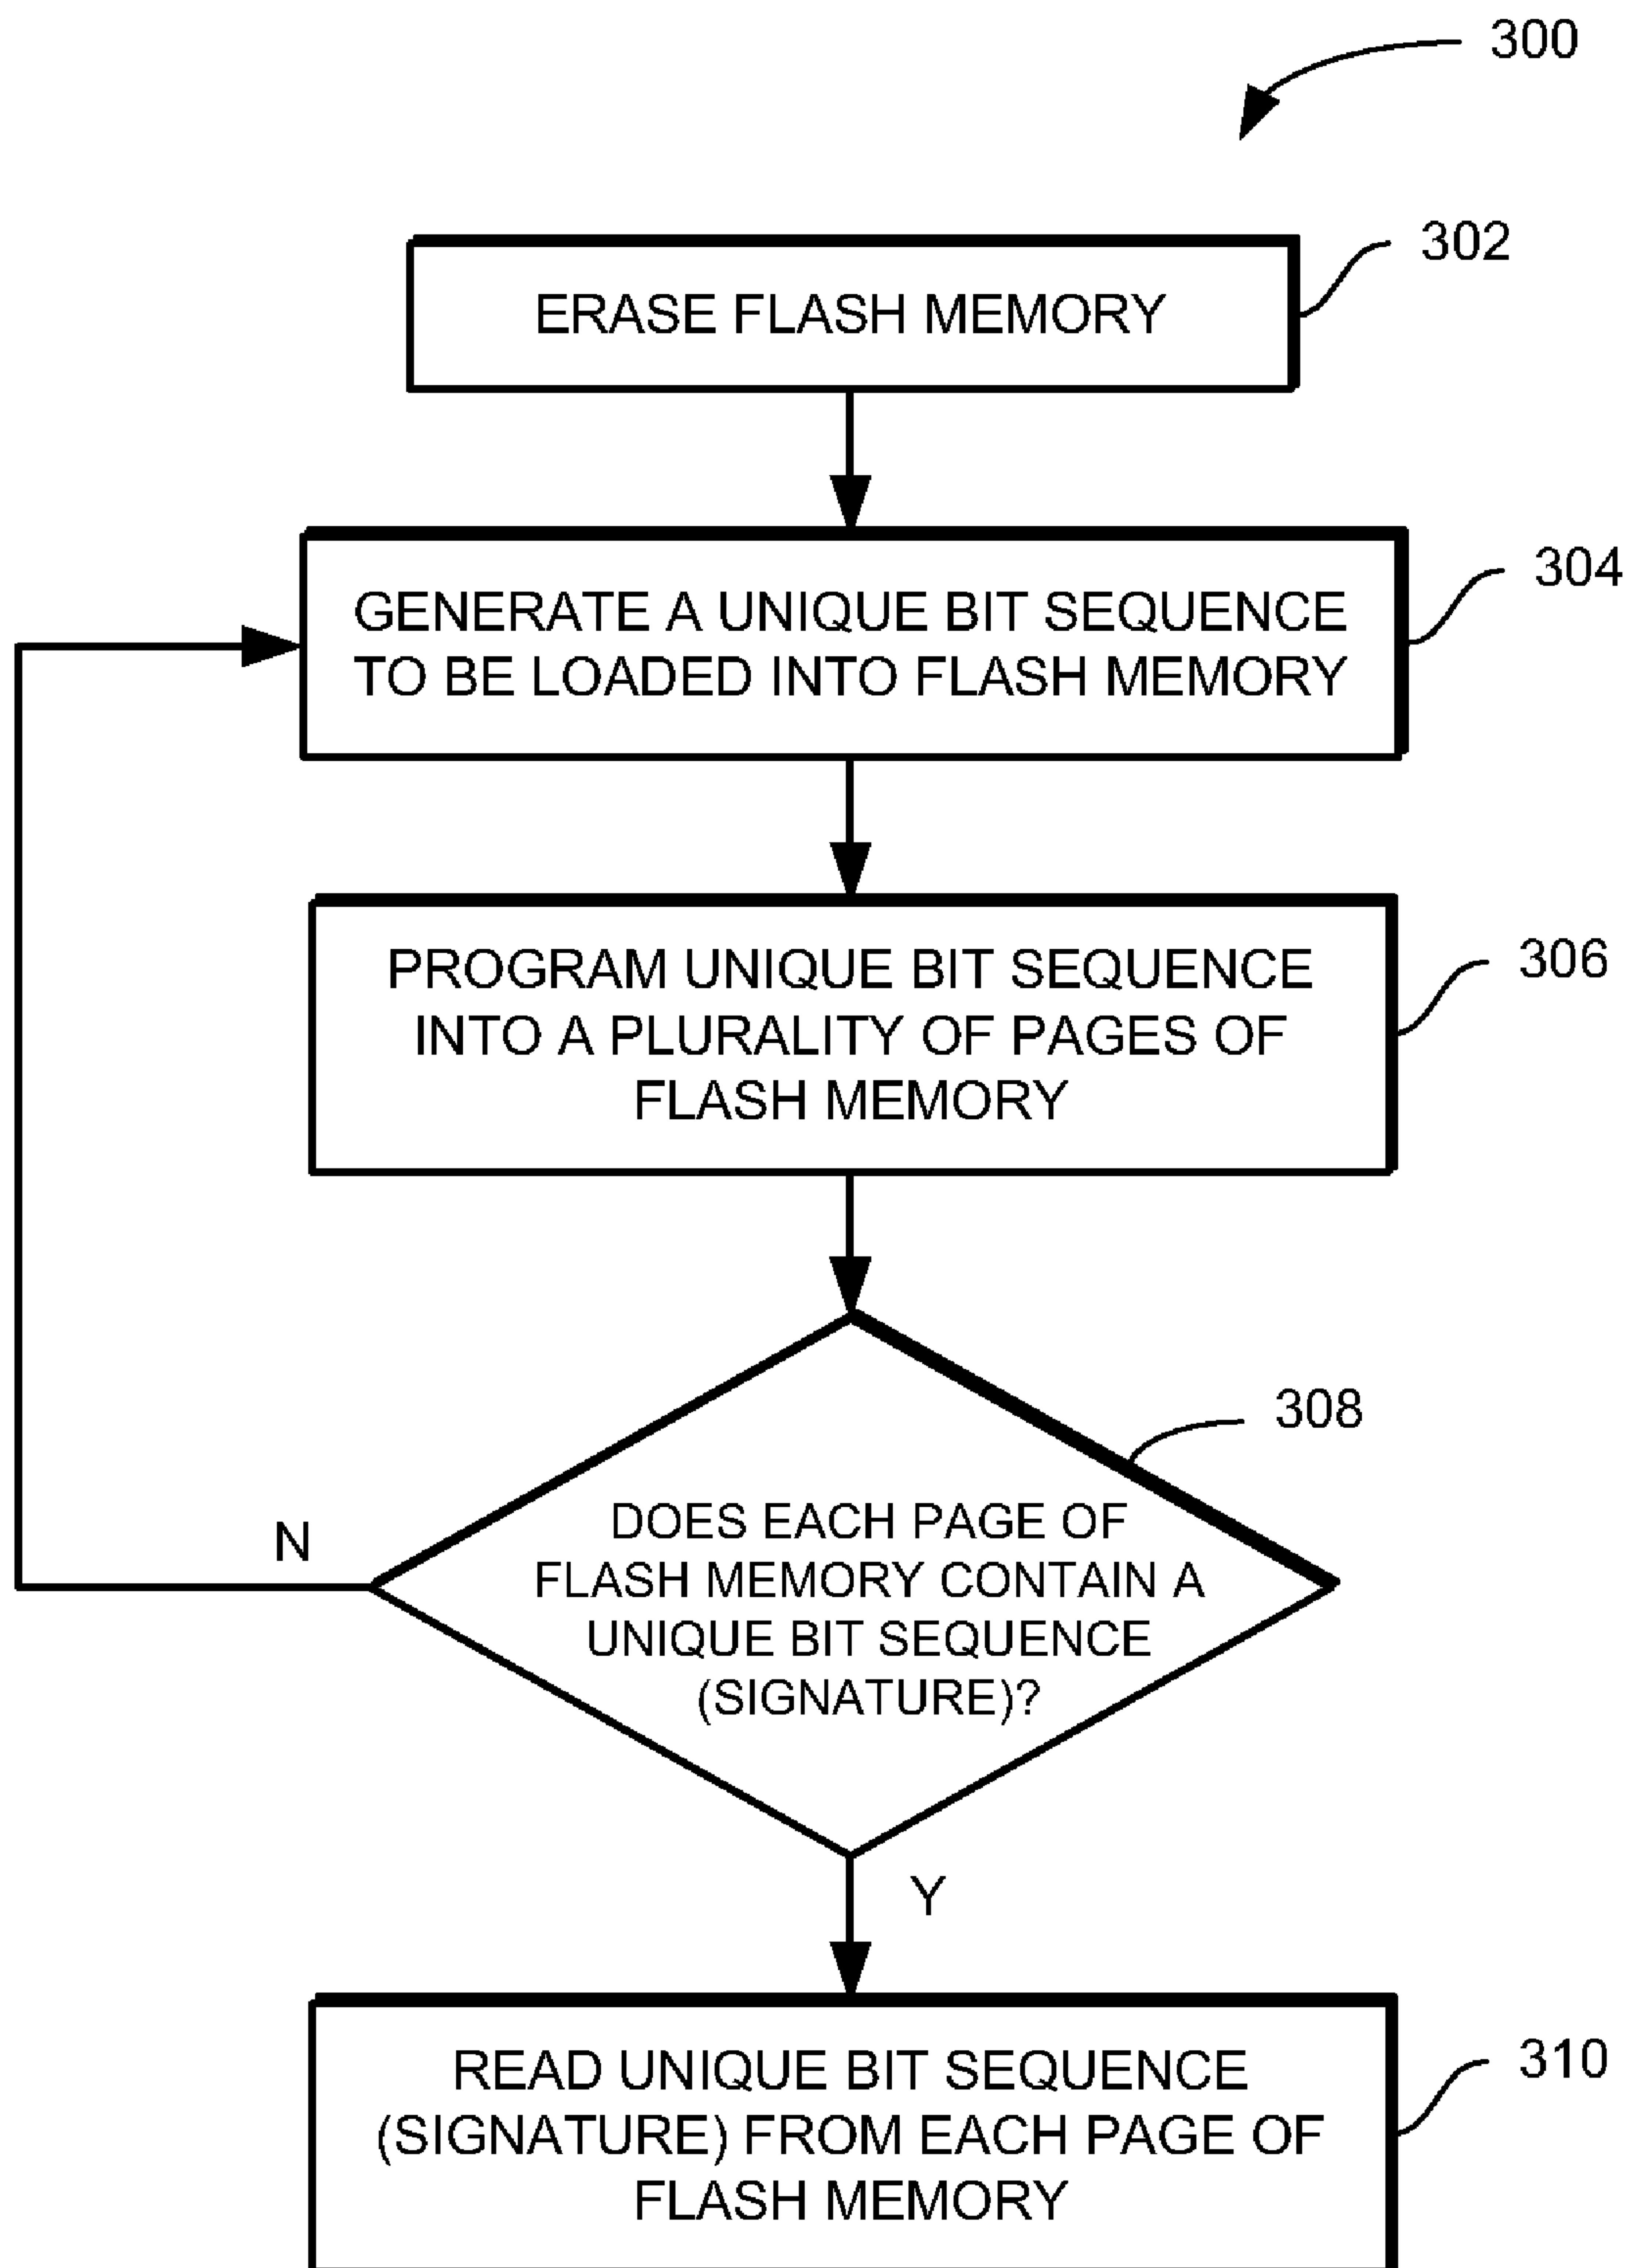 300
302
ERASE FLASH MEMORY
304
GENERATE A UNIQUE BIT SEQUENCE
TO BE LOADED INTO FLASH MEMORY
306
PROGRAM UNIQUE BIT SEQUENCE
INTO A PLURALITY OF PAGES OF
FLASH MEMORY
308
DOES EACH PAGE OF
FLASH MEMORY CONTAIN A
UNIQUE BIT SEQUENCE
(SIGNATURE)?
N
Y
310
READ UNIQUE BIT SEQUENCE
(SIGNATURE) FROM EACH PAGE OF
FLASH MEMORY